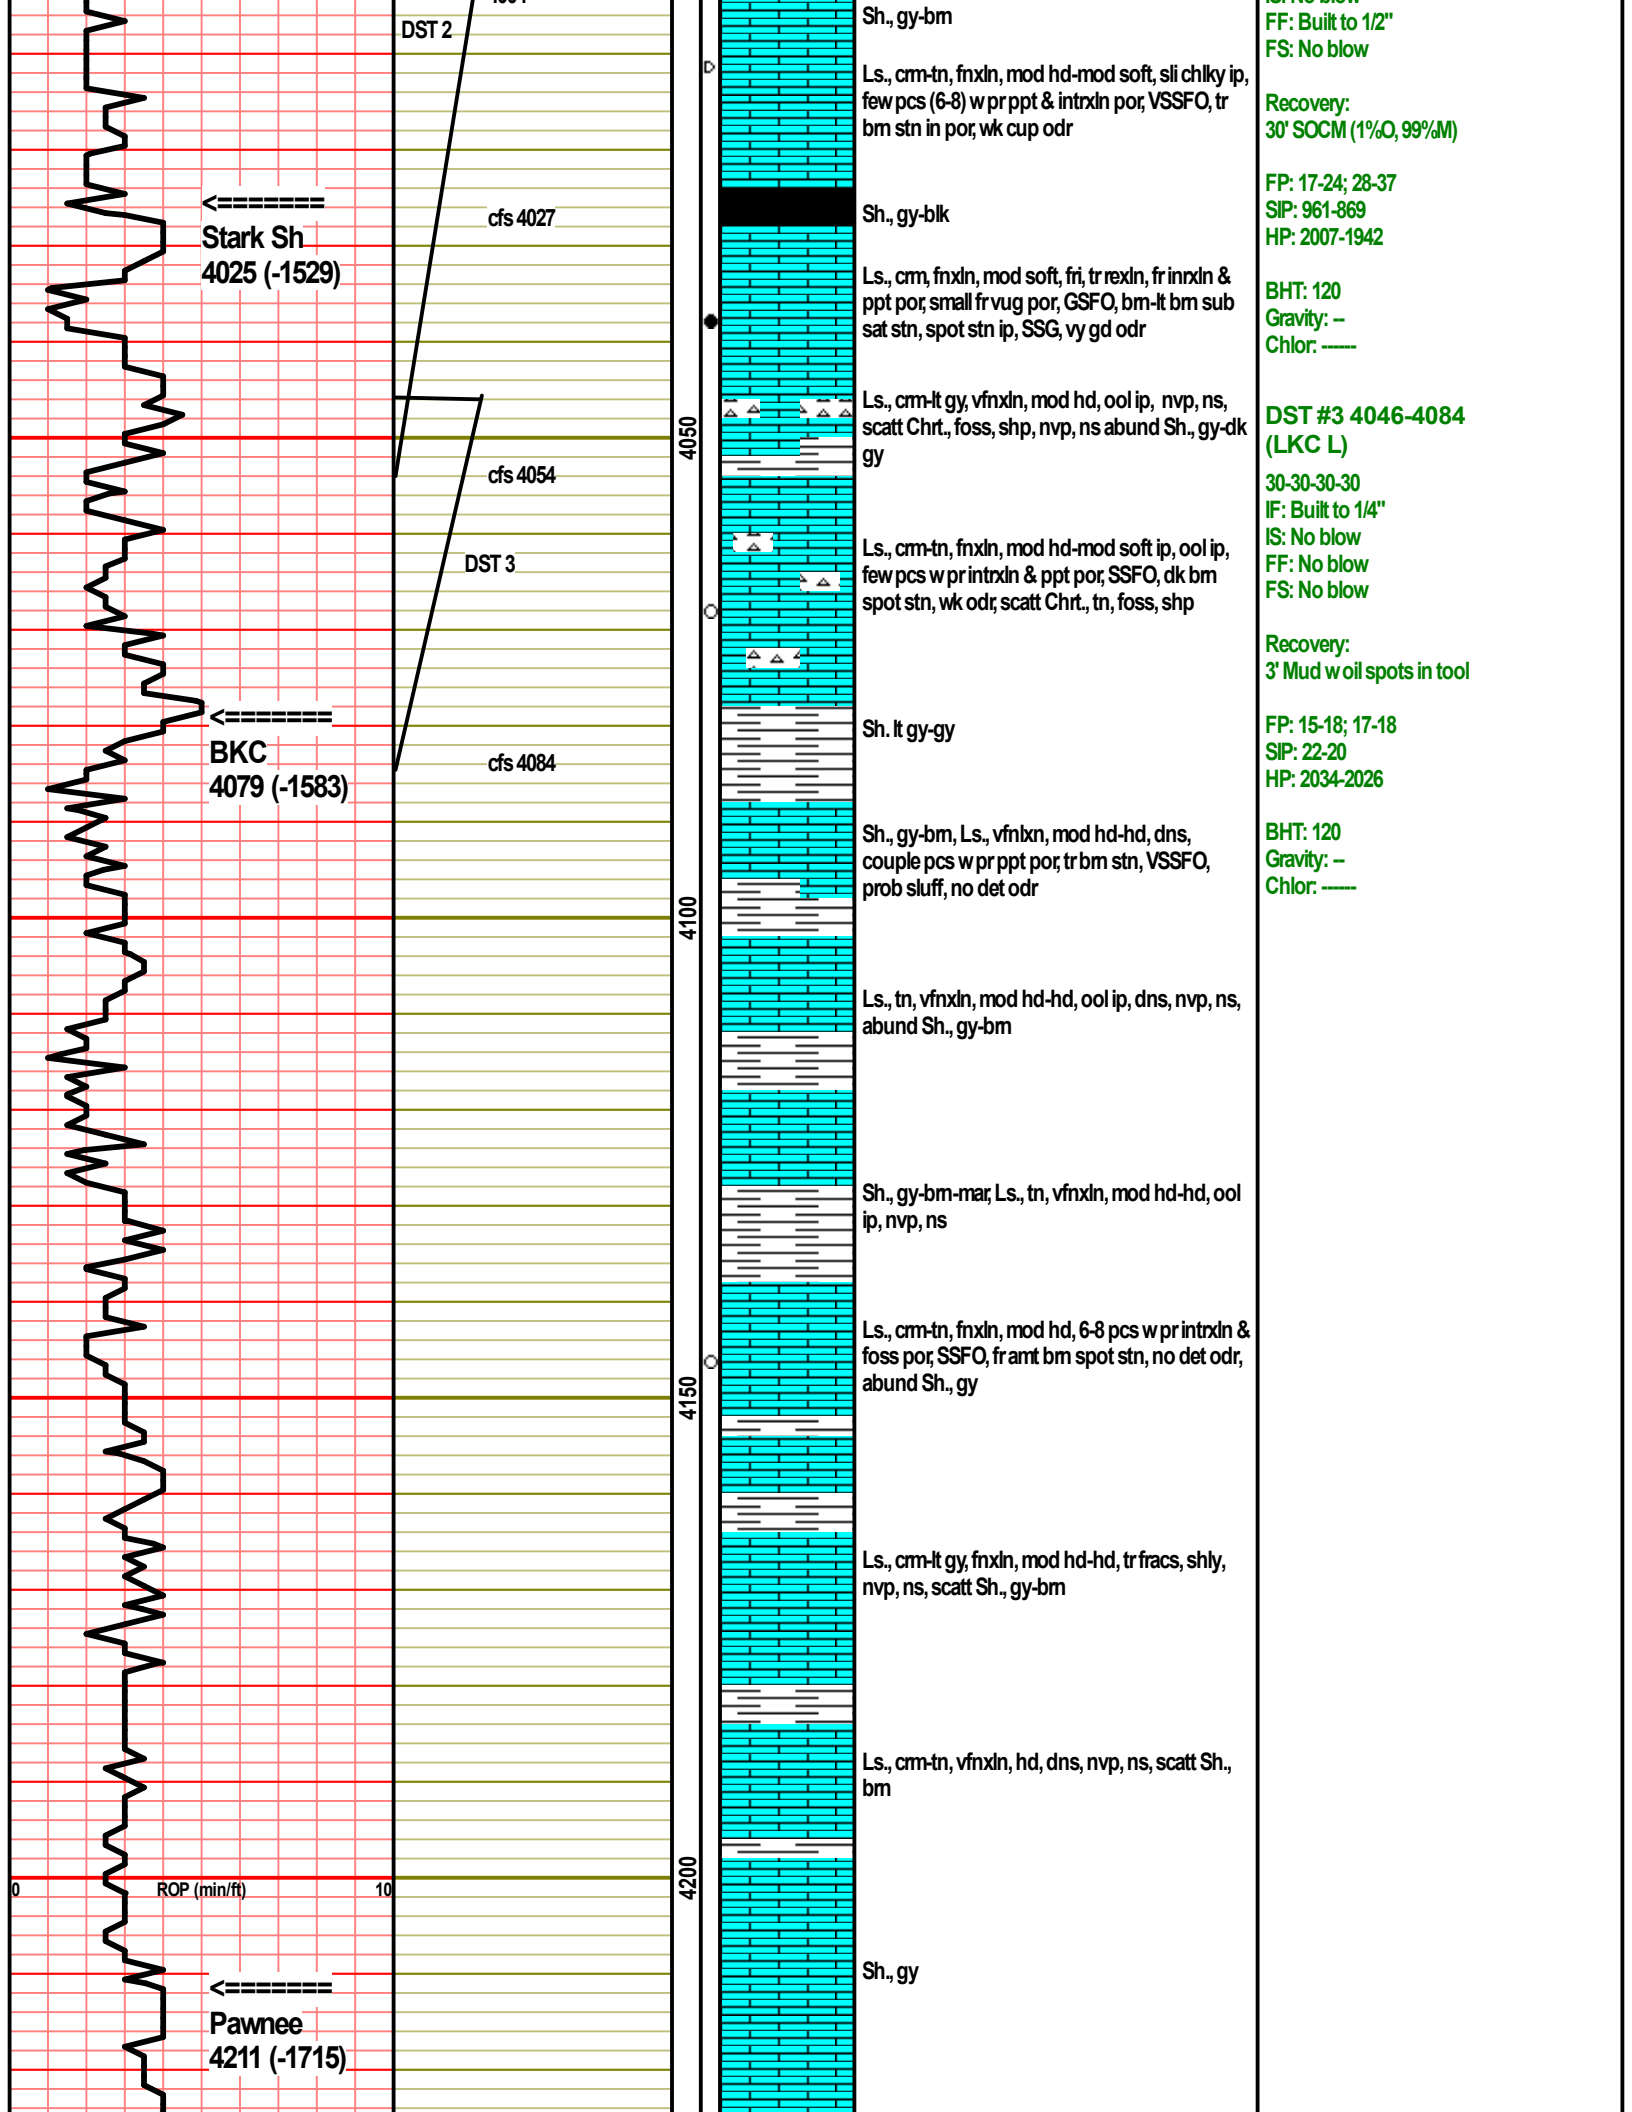 DST 2
<=======
Stark Sh
4025 (-1529)
cfs 4027
cfs 4054
DST 3
<=======
BKC
4079 (-1583)
cfs 4084
0 ROP (min/ft) 10
<=======
Pawnee
4211 (-1715)
4050
4100
4150
4200
Sh., gy-brn
Ls., crm-tn, fnxln, mod hd-mod soft, sli chlky ip,
few pcs (6-8) w pr ppt & intrxln por, VSSFO, tr
brn stn in por, wk cup odr
Sh., gy-blk
Ls., crm, fnxln, mod soft, fri, tr rexln, fr inrxln &
ppt por, small fr vug por, GSFO, brn-lt brn sub
sat stn, spot stn ip, SSG, vy gd odr
Ls., crm-lt gy, vfnxln, mod hd, ool ip, nvp, ns,
scatt Chrt., foss, shp, nvp, ns abund Sh., gy-dk
gy
Ls., crm-tn, fnxln, mod hd-mod soft ip, ool ip,
few pcs w pr intrxln & ppt por, SSFO, dk brn
spot stn, wk odr, scatt Chrt., tn, foss, shp
Sh. lt gy-gy
Sh., gy-brn, Ls., vfnlxn, mod hd-hd, dns,
couple pcs w pr ppt por, tr brn stn, VSSFO,
prob sluff, no det odr
Ls., tn, vfnxln, mod hd-hd, ool ip, dns, nvp, ns,
abund Sh., gy-brn
Sh., gy-brn-mar, Ls., tn, vfnxln, mod hd-hd, ool
ip, nvp, ns
Ls., crm-tn, fnxln, mod hd, 6-8 pcs w pr intrxln &
foss por, SSFO, fr amt brn spot stn, no det odr,
abund Sh., gy
Ls., crm-lt gy, fnxln, mod hd-hd, tr fracs, shly,
nvp, ns, scatt Sh., gy-brn
Ls., crm-tn, vfnxln, hd, dns, nvp, ns, scatt Sh.,
brn
Sh., gy
IS: No blow
FF: Built to 1/2"
FS: No blow
Recovery:
30' SOCM (1%O, 99%M)
FP: 17-24; 28-37
SIP: 961-869
HP: 2007-1942
BHT: 120
Gravity: --
Chlor: ------
DST #3 4046-4084
(LKC L)
30-30-30-30
IF: Built to 1/4"
IS: No blow
FF: No blow
FS: No blow
Recovery:
3' Mud w oil spots in tool
FP: 15-18; 17-18
SIP: 22-20
HP: 2034-2026
BHT: 120
Gravity: --
Chlor: ------